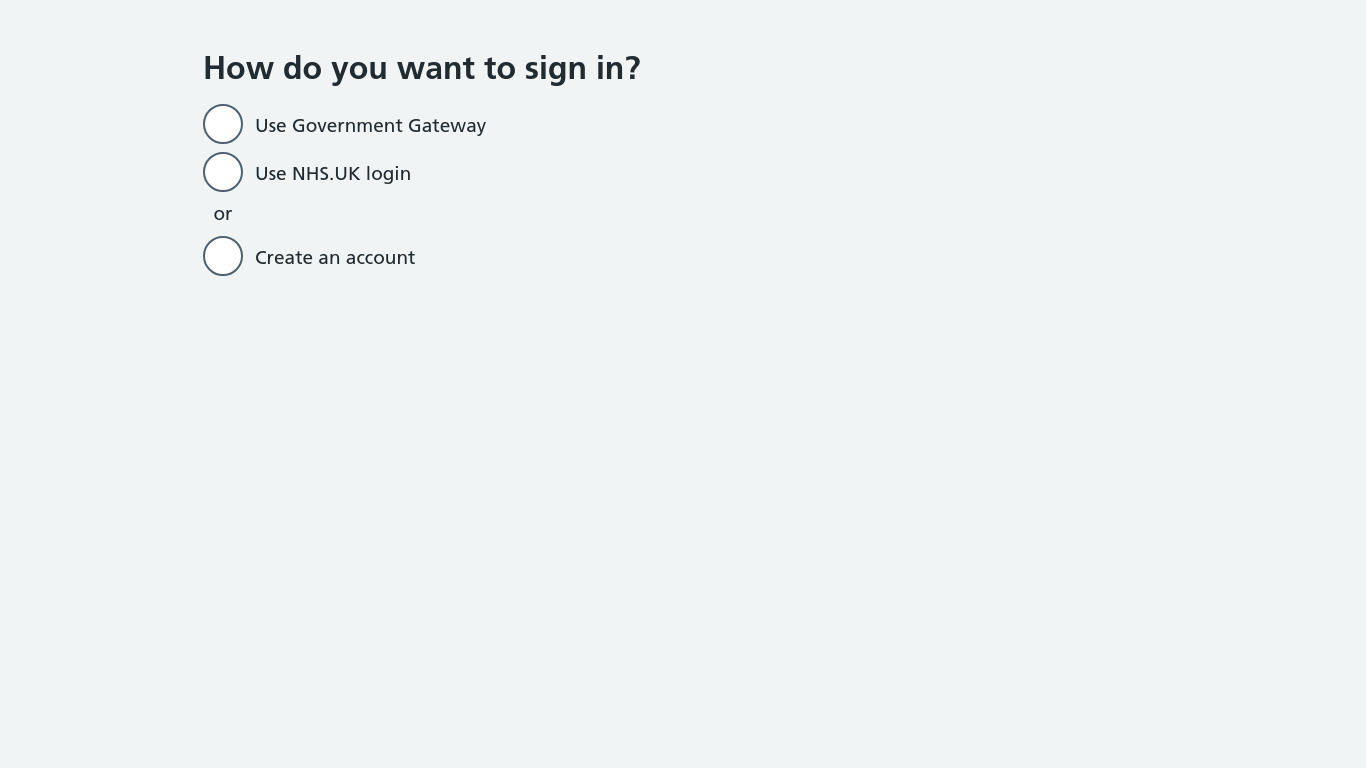 How do you want to sign in?
Use Government Gateway
Use NHS.UK login
or
Create an account